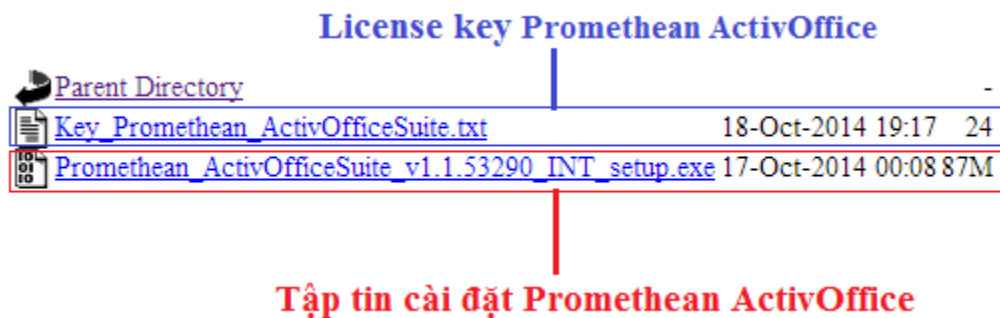 License key Promethean ActivOffice
Parent Directory -
Key_Promethean_ActivOfficeSuite.txt 18-Oct-2014 19:17 24
Promethean_ActivOfficeSuite_v1.1.53290_INT_setup.exe 17-Oct-2014 00:08 87M
Tập tin cài đặt Promethean ActivOffice